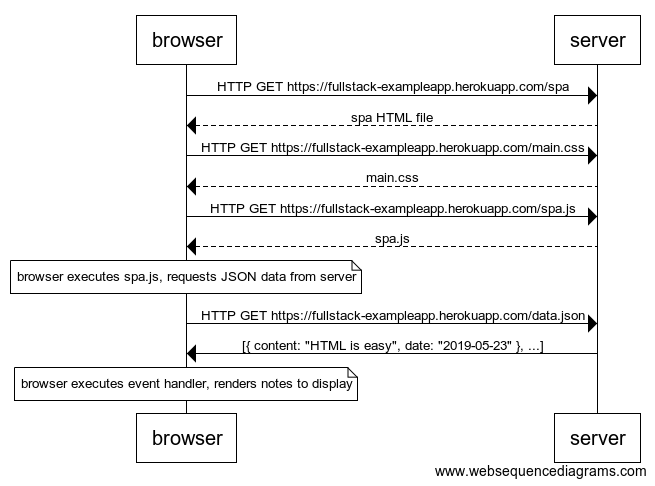 browser
server
HTTP GET https://fullstack-exampleapp.herokuapp.com/spa
spa HTML file
HTTP GET https://fullstack-exampleapp.herokuapp.com/main.css
main.css
HTTP GET https://fullstack-exampleapp.herokuapp.com/spa.js
spa.js
browser executes spa.js, requests JSON data from server
HTTP GET https://fullstack-exampleapp.herokuapp.com/data.json
[{ content: "HTML is easy", date: "2019-05-23" }, ...]
browser executes event handler, renders notes to display
browser
server
www.websequencediagrams.com